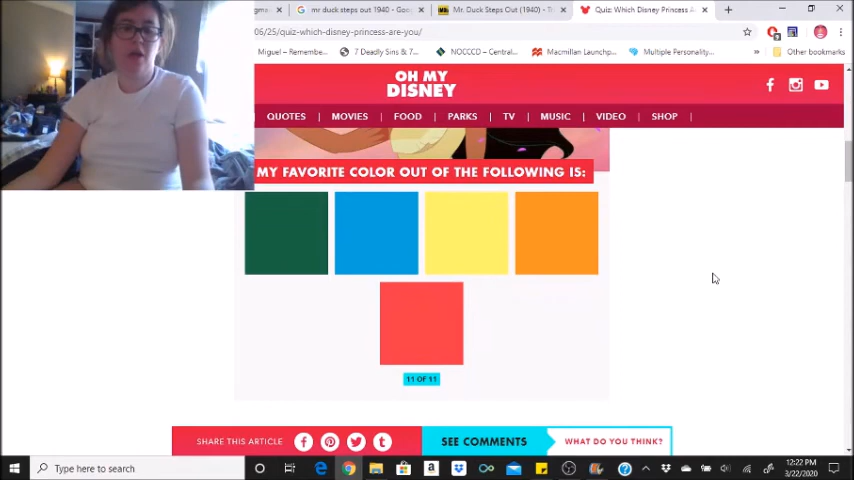 gma
mr duck steps out 1940 - Goo
Mr. Duck Steps Out (1940) - Tr
Quiz: Which Disney Princess A
06/25/quiz-which-disney-princess-are-you/
Miguel – Remembe...
7 Deadly Sins & 7...
NOCCCD – Central...
Macmillan Launchp...
Multiple Personality...
Other bookmarks
OH MY
DISNEY
QUOTES | MOVIES | FOOD | PARKS | TV | MUSIC | VIDEO | SHOP |
MY FAVORITE COLOR OUT OF THE FOLLOWING IS:
11 OF 11
SHARE THIS ARTICLE
SEE COMMENTS
WHAT DO YOU THINK?
Type here to search
12:22 PM
3/22/2020